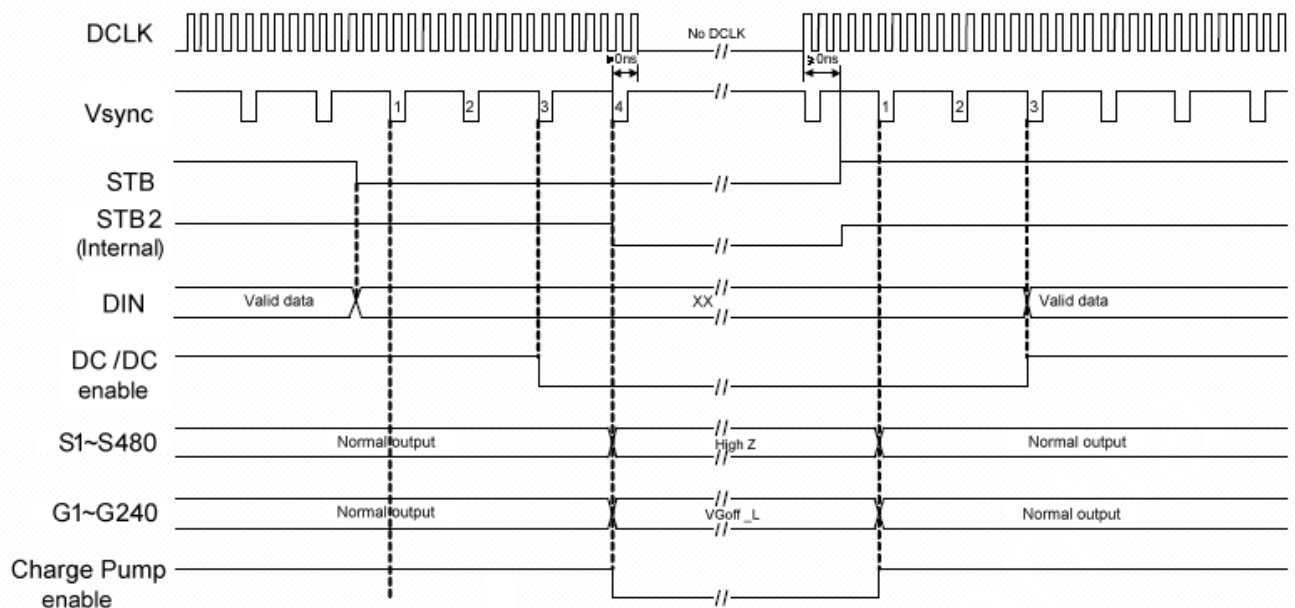 DCLK
No DCLK
≥0ns
≥0ns
Vsync
1
2
3
4
1
2
3
STB
STB2
(Internal)
DIN
Valid data
XX
Valid data
DC /DC
enable
S1~S480
Normal output
High Z
Normal output
G1~G240
Normal output
VGoff _L
Normal output
Charge Pump
enable